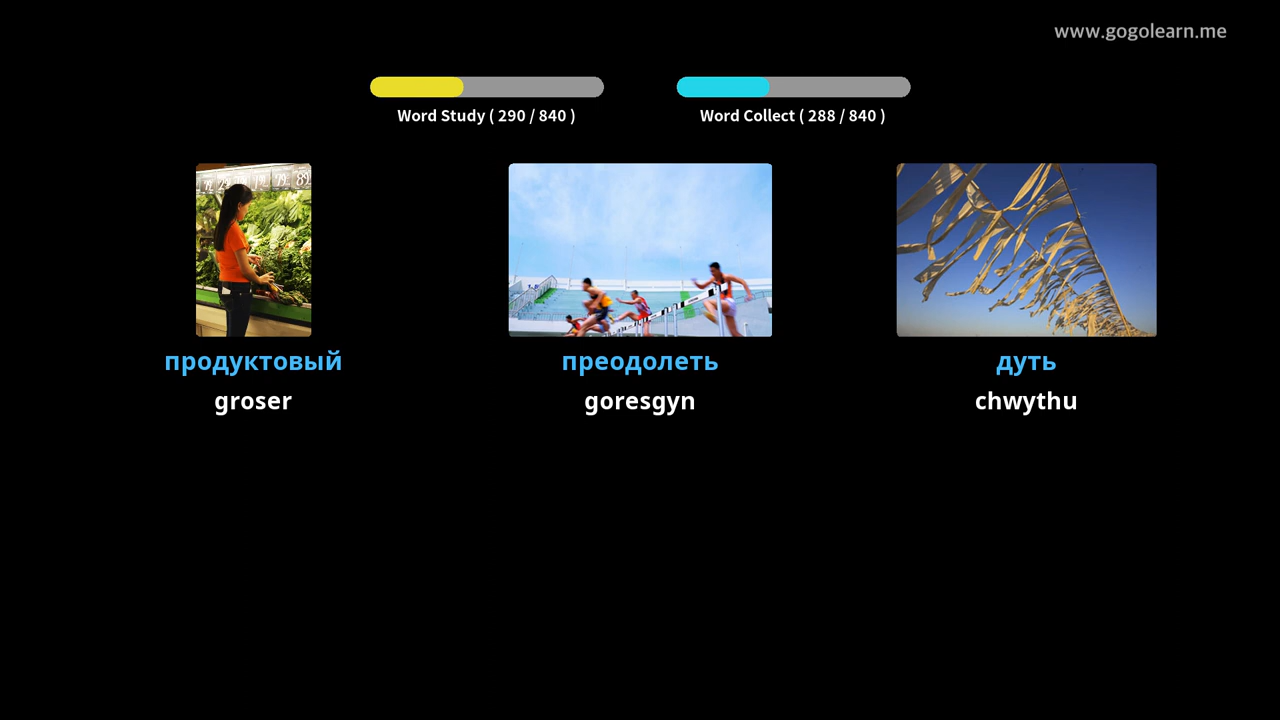 www.gogolearn.me
Word Study ( 290 / 840 )
Word Collect ( 288 / 840 )
продуктовый
преодолеть
дуть
groser
goresgyn
chwythu